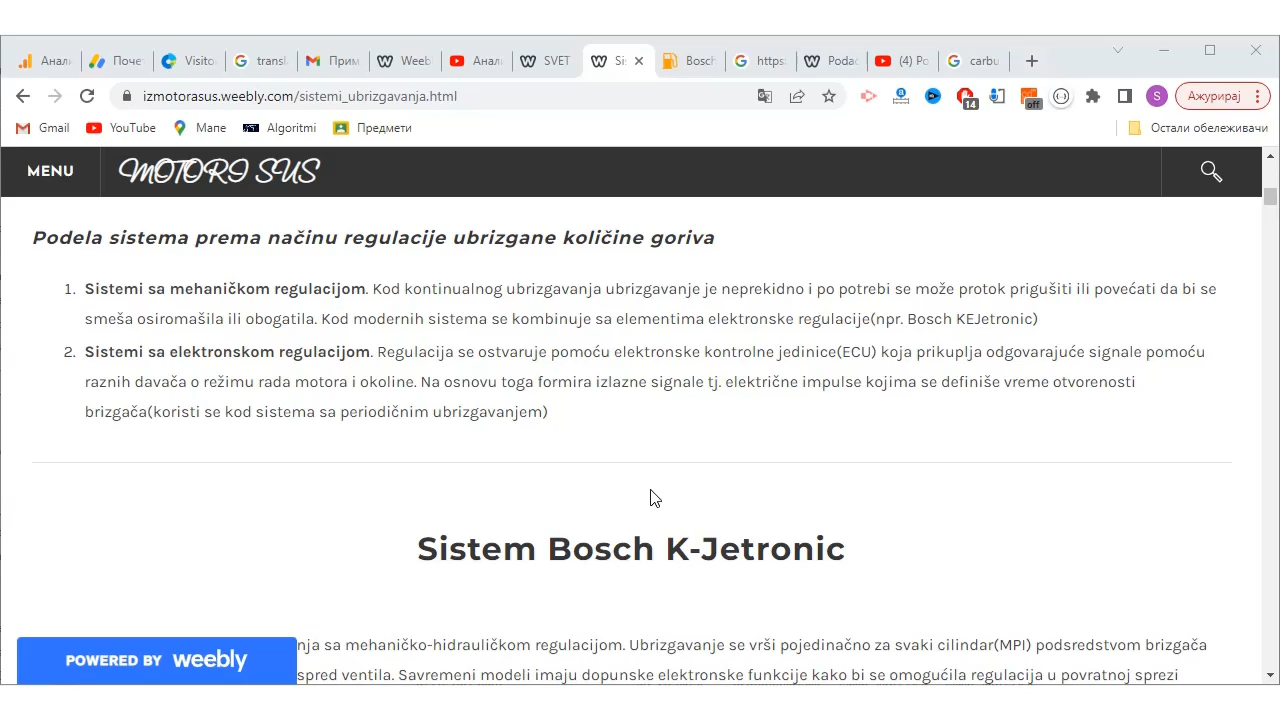 Анали
Поче
Visito
transl
Прим
Weeb
Анал
SVET
Si
Bosch
https:
Poda
(4) Po
carbu
izmotorasus.weebly.com/sistemi_ubrizgavanja.html
14
off
S
Ажурирај
Gmail
YouTube
Мапе
Algoritmi
Предмети
Остали обележивачи
MENU
MOTORI SUS
Podela sistema prema načinu regulacije ubrizgane količine goriva
1. Sistemi sa mehaničkom regulacijom. Kod kontinualnog ubrizgavanja ubrizgavanje je neprekidno i po potrebi se može protok prigušiti ili povećati da bi se
smeša osiromašila ili obogatila. Kod modernih sistema se kombinuje sa elementima elektronske regulacije(npr. Bosch KEJetronic)
2. Sistemi sa elektronskom regulacijom. Regulacija se ostvaruje pomoću elektronske kontrolne jedinice(ECU) koja prikuplja odgovarajuće signale pomoću
raznih davača o režimu rada motora i okoline. Na osnovu toga formira izlazne signale tj. električne impulse kojima se definiše vreme otvorenosti
brizgača(koristi se kod sistema sa periodičnim ubrizgavanjem)
Sistem Bosch K-Jetronic
nja sa mehaničko-hidrauličkom regulacijom. Ubrizgavanje se vrši pojedinačno za svaki cilindar(MPI) podsredstvom brizgača
spred ventila. Savremeni modeli imaju dopunske elektronske funkcije kako bi se omogućila regulacija u povratnoj sprezi
POWERED BY weebly